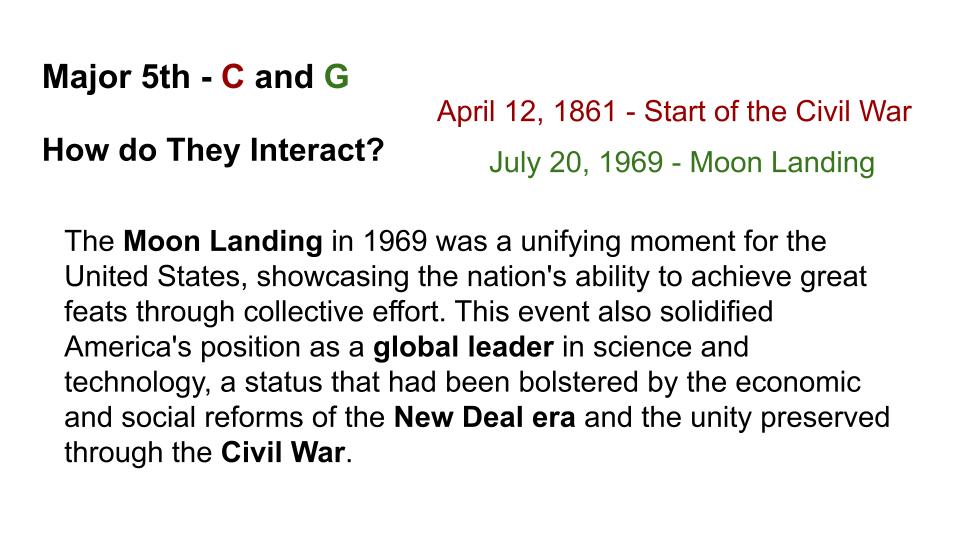 Major 5th - C and G
April 12, 1861 - Start of the Civil War
How do They Interact?
July 20, 1969 - Moon Landing
The Moon Landing in 1969 was a unifying moment for the
United States, showcasing the nation's ability to achieve great
feats through collective effort. This event also solidified
America's position as a global leader in science and
technology, a status that had been bolstered by the economic
and social reforms of the New Deal era and the unity preserved
through the Civil War.